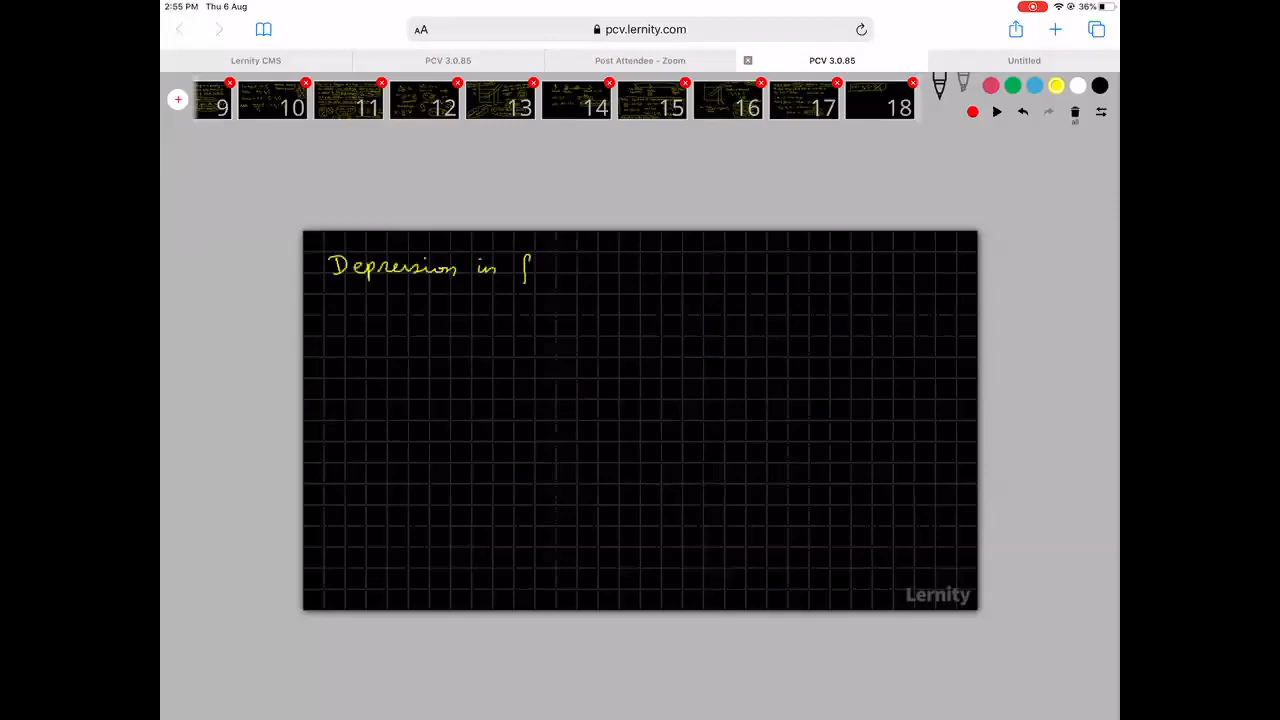 2:55 PM Thu 6 Aug
36%
AA
pcv.lernity.com
Lernity CMS
PCV 3.0.85
Post Attendee - Zoom
PCV 3.0.85
Untitled
9 10 11 12 13 14 15 16 17 18
all
Depression in f
Lernity